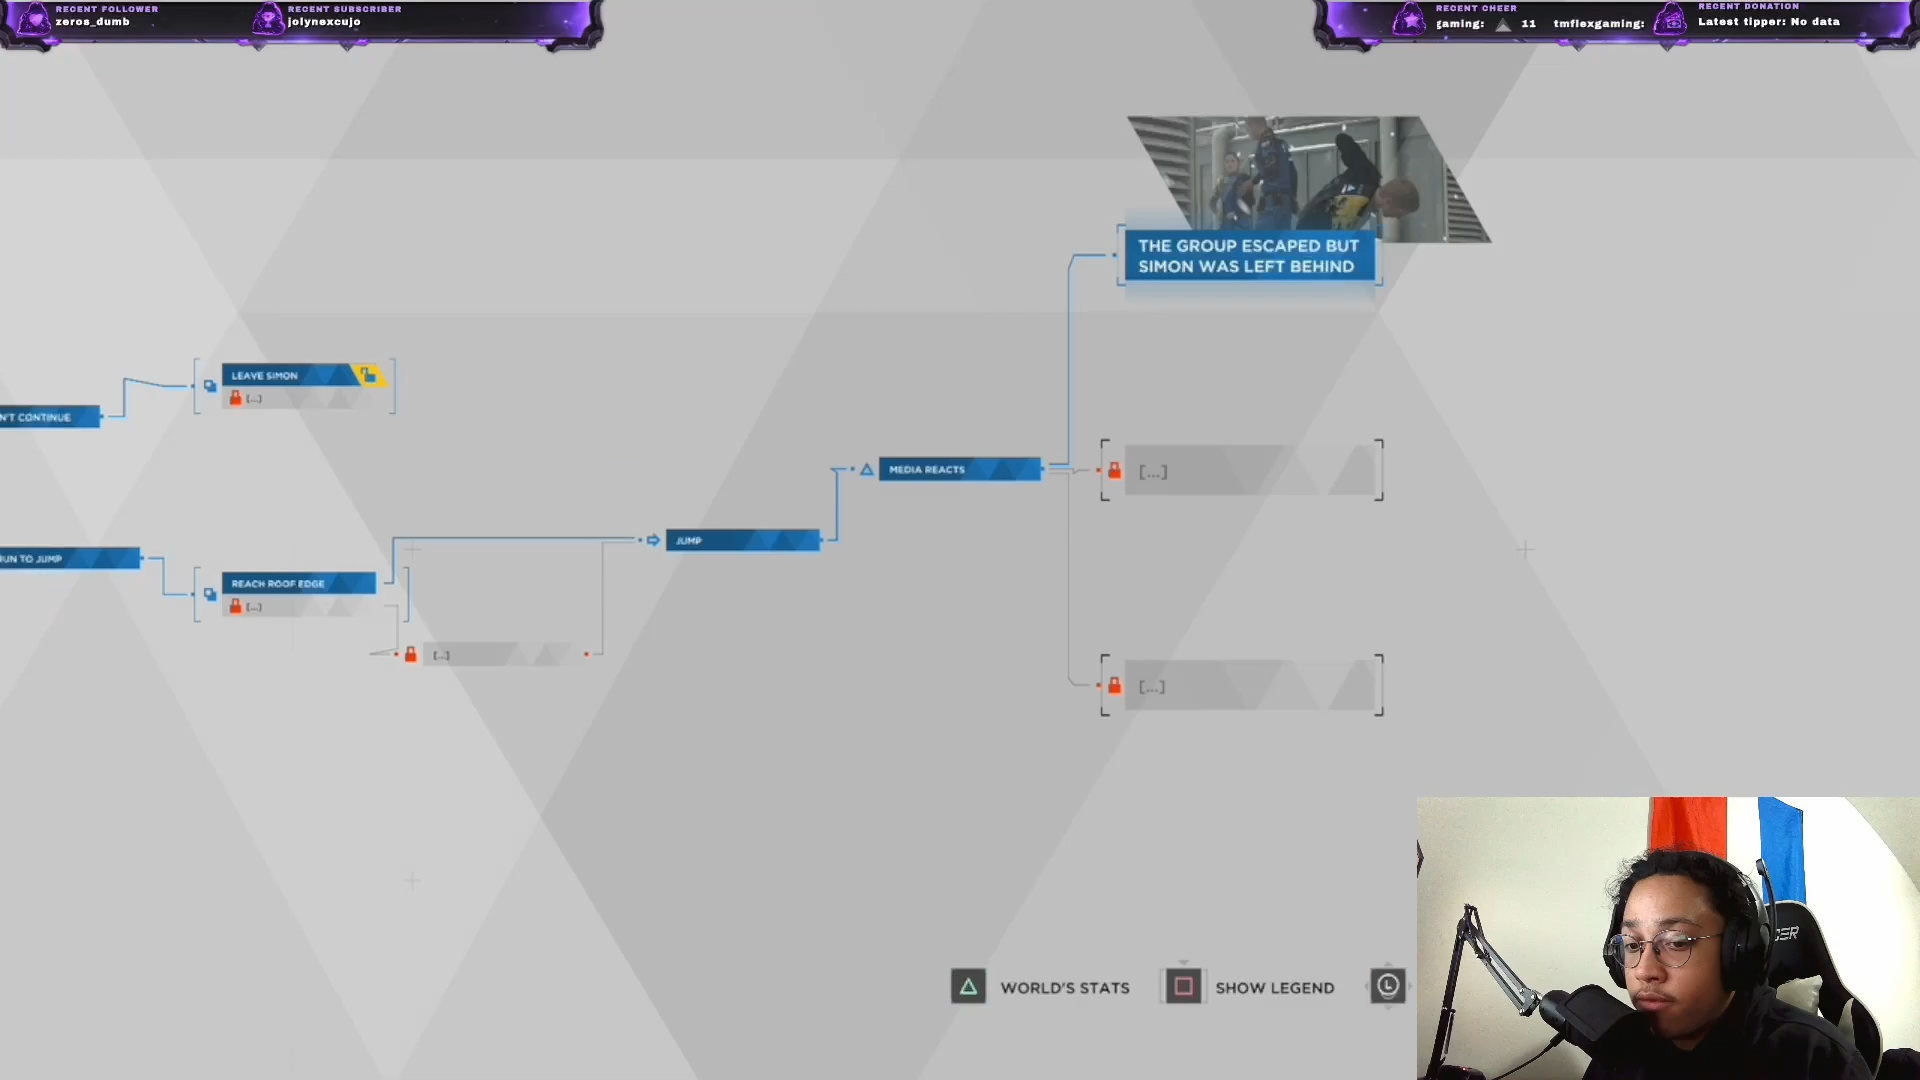 RECENT FOLLOWER
zeros_dumb
RECENT SUBSCRIBER
jolynexcujo
RECENT CHEER
gaming: 11 tmflexgaming:
RECENT DONATION
Latest tipper: No data
THE GROUP ESCAPED BUT
SIMON WAS LEFT BEHIND
LEAVE SIMON
[...]
N'T CONTINUE
MEDIA REACTS
[...]
JUMP
RUN TO JUMP
REACH ROOF EDGE
[...]
[...]
[...]
WORLD'S STATS
SHOW LEGEND
L